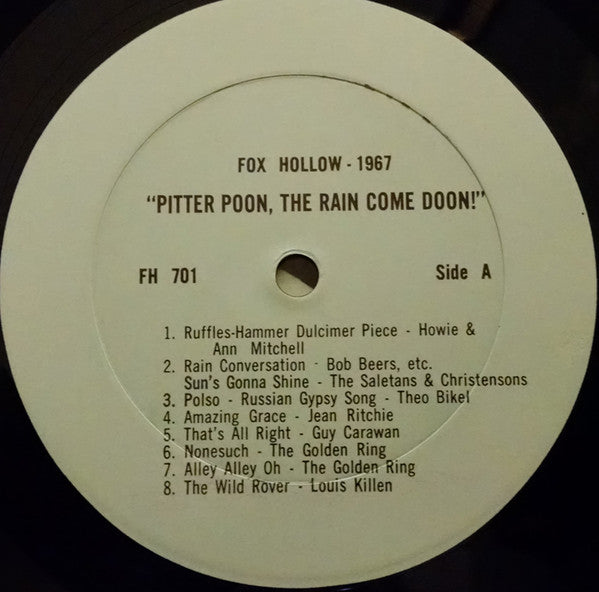 FOX HOLLOW - 1967
"PITTER POON, THE RAIN COME DOON!"
FH 701 Side A
1. Ruffles-Hammer Dulcimer Piece - Howie &
Ann Mitchell
2. Rain Conversation - Bob Beers, etc.
Sun's Gonna Shine - The Saletans & Christensons
3. Polso - Russian Gypsy Song - Theo Bikel
4. Amazing Grace - Jean Ritchie
5. That's All Right - Guy Carawan
6. Nonesuch - The Golden Ring
7. Alley Alley Oh - The Golden Ring
8. The Wild Rover - Louis Killen